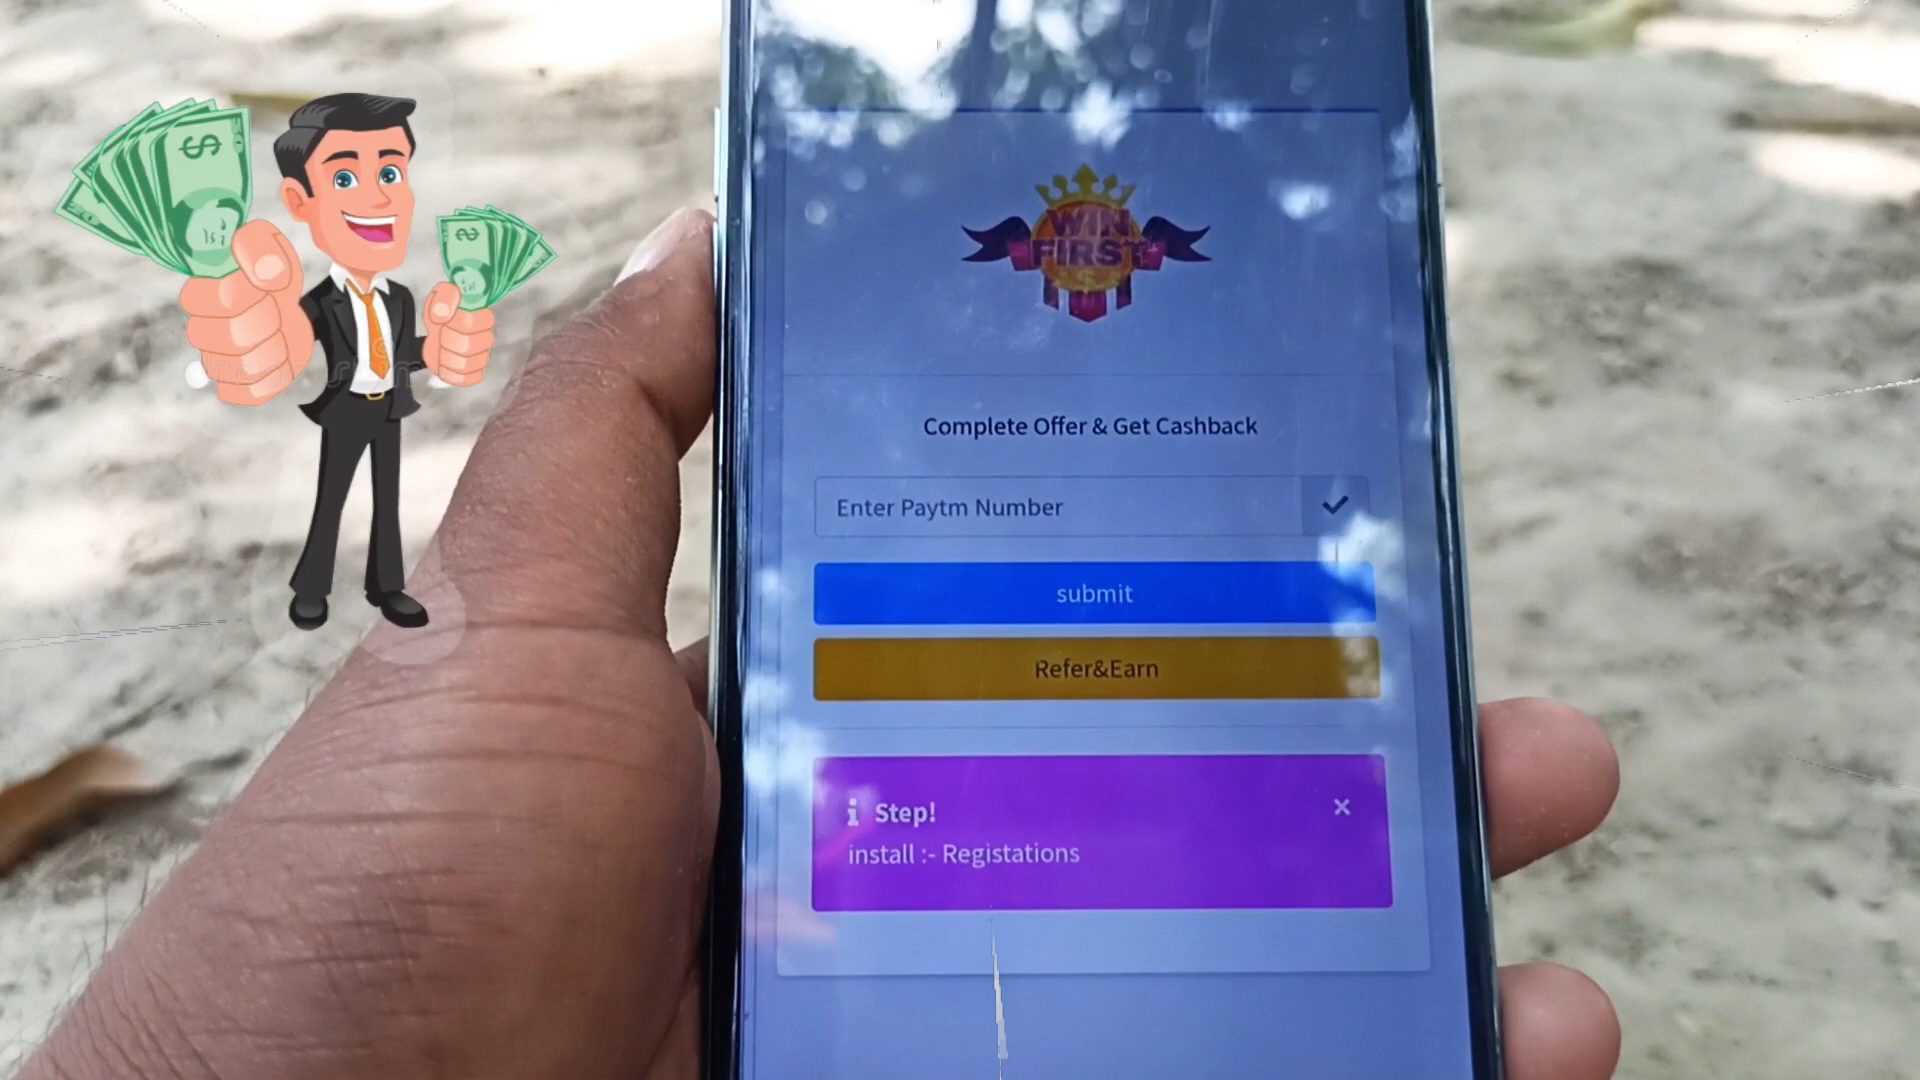 WIN
FIRST
Complete Offer & Get Cashback
Enter Paytm Number
submit
Refer&Earn
Step!
install :- Registations